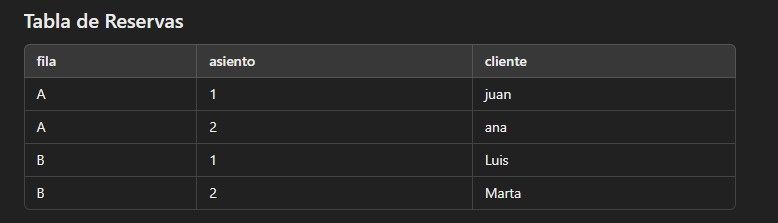 Tabla de Reservas
fila asiento cliente
A 1 juan
A 2 ana
B 1 Luis
B 2 Marta